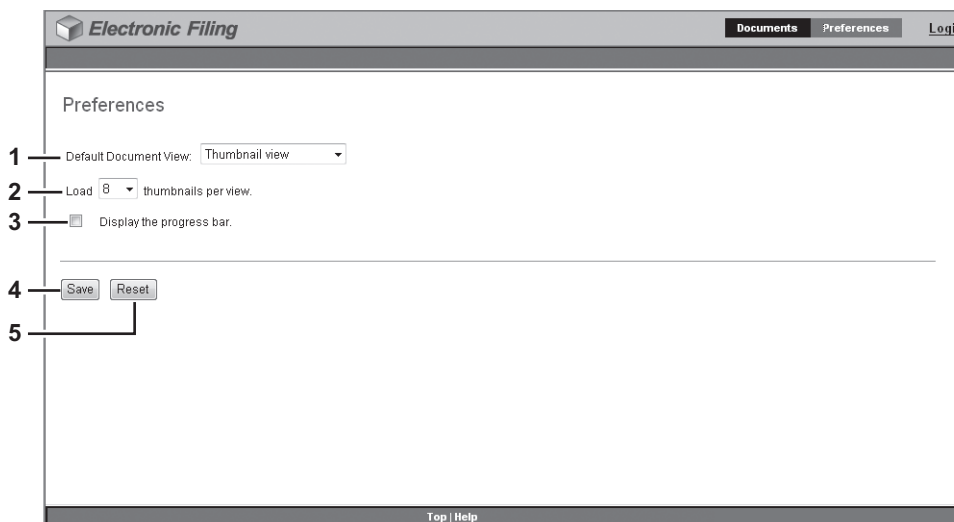 Electronic Filing
Documents Preferences Logi
Preferences
1 Default Document View: Thumbnail view
2 Load 8 thumbnails per view.
3 Display the progress bar.
4 Save Reset
5
Top | Help